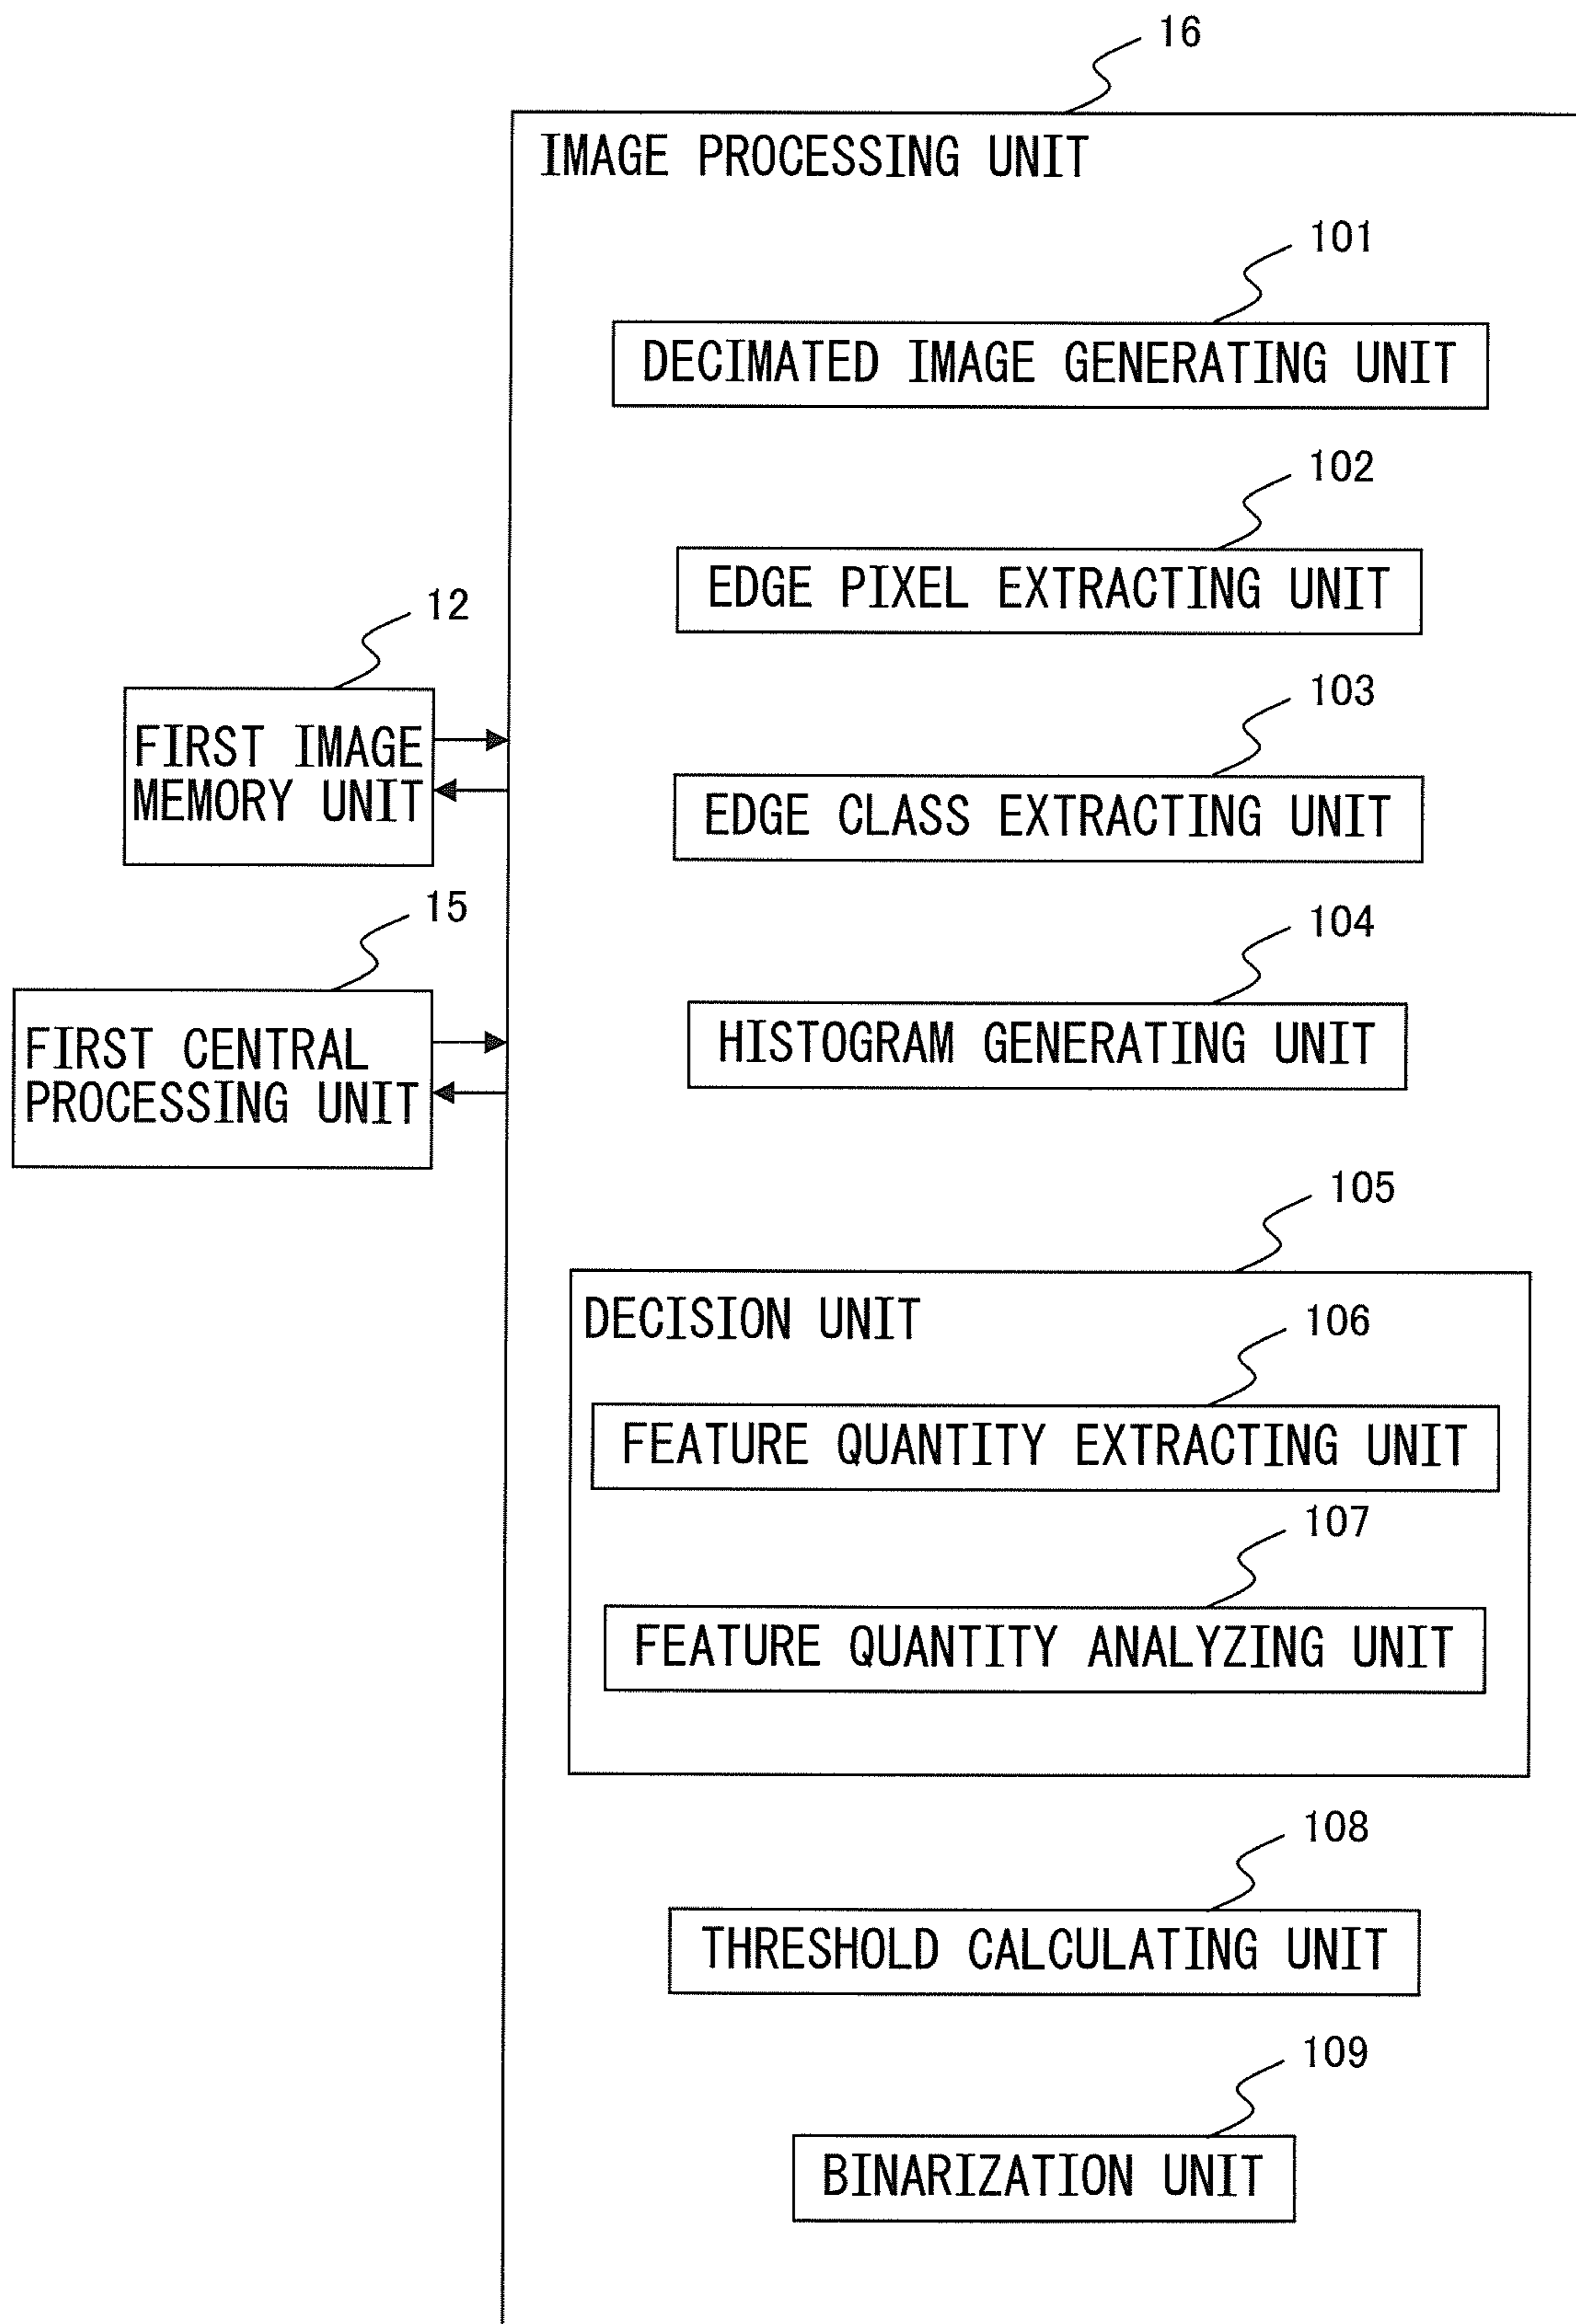 16
IMAGE PROCESSING UNIT
101
DECIMATED IMAGE GENERATING UNIT
102
EDGE PIXEL EXTRACTING UNIT
12
FIRST IMAGE
MEMORY UNIT
103
EDGE CLASS EXTRACTING UNIT
15
FIRST CENTRAL
PROCESSING UNIT
104
HISTOGRAM GENERATING UNIT
105
DECISION UNIT
106
FEATURE QUANTITY EXTRACTING UNIT
107
FEATURE QUANTITY ANALYZING UNIT
108
THRESHOLD CALCULATING UNIT
109
BINARIZATION UNIT